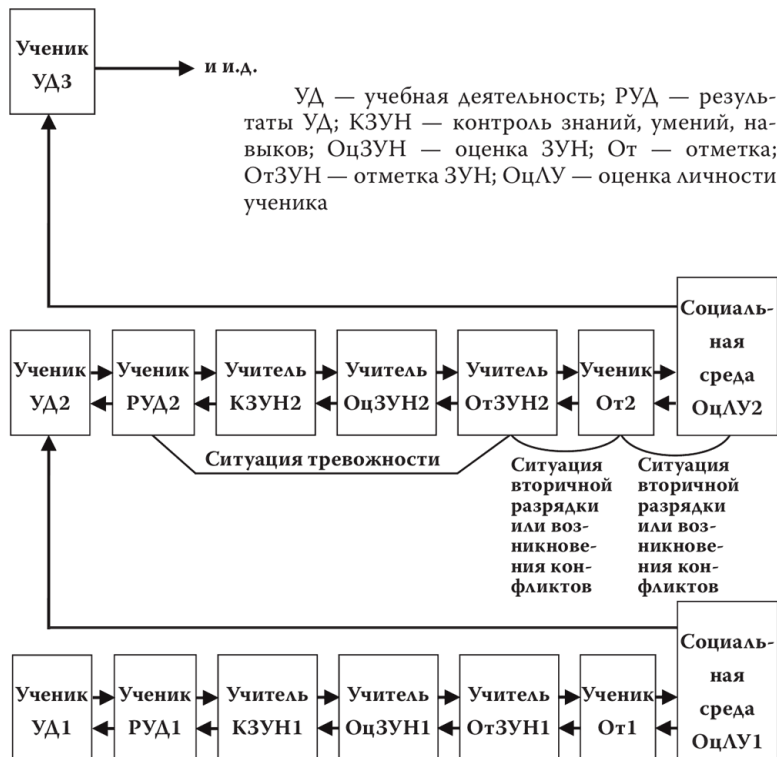 Ученик
УД3
и и.д.
УД — учебная деятельность; РУД — резуль-
таты УД; КЗУН — контроль знаний, умений, на-
выков; ОцЗУН — оценка ЗУН; От — отметка;
ОтЗУН — отметка ЗУН; ОцЛУ — оценка личности
ученика
Ученик
УД2
Ученик
РУД2
Учитель
КЗУН2
Учитель
ОцЗУН2
Учитель
ОтЗУН2
Ученик
От2
Социаль-
ная
среда
ОцЛУ2
Ситуация тревожности
Ситуация
вторичной
разрядки
или воз-
никнове-
ния кон-
фликтов
Ситуация
вторичной
разрядки
или воз-
никнове-
ния кон-
фликтов
Ученик
УД1
Ученик
РУД1
Учитель
КЗУН1
Учитель
ОцЗУН1
Учитель
ОтЗУН1
Ученик
От1
Социаль-
ная
среда
ОцЛУ1